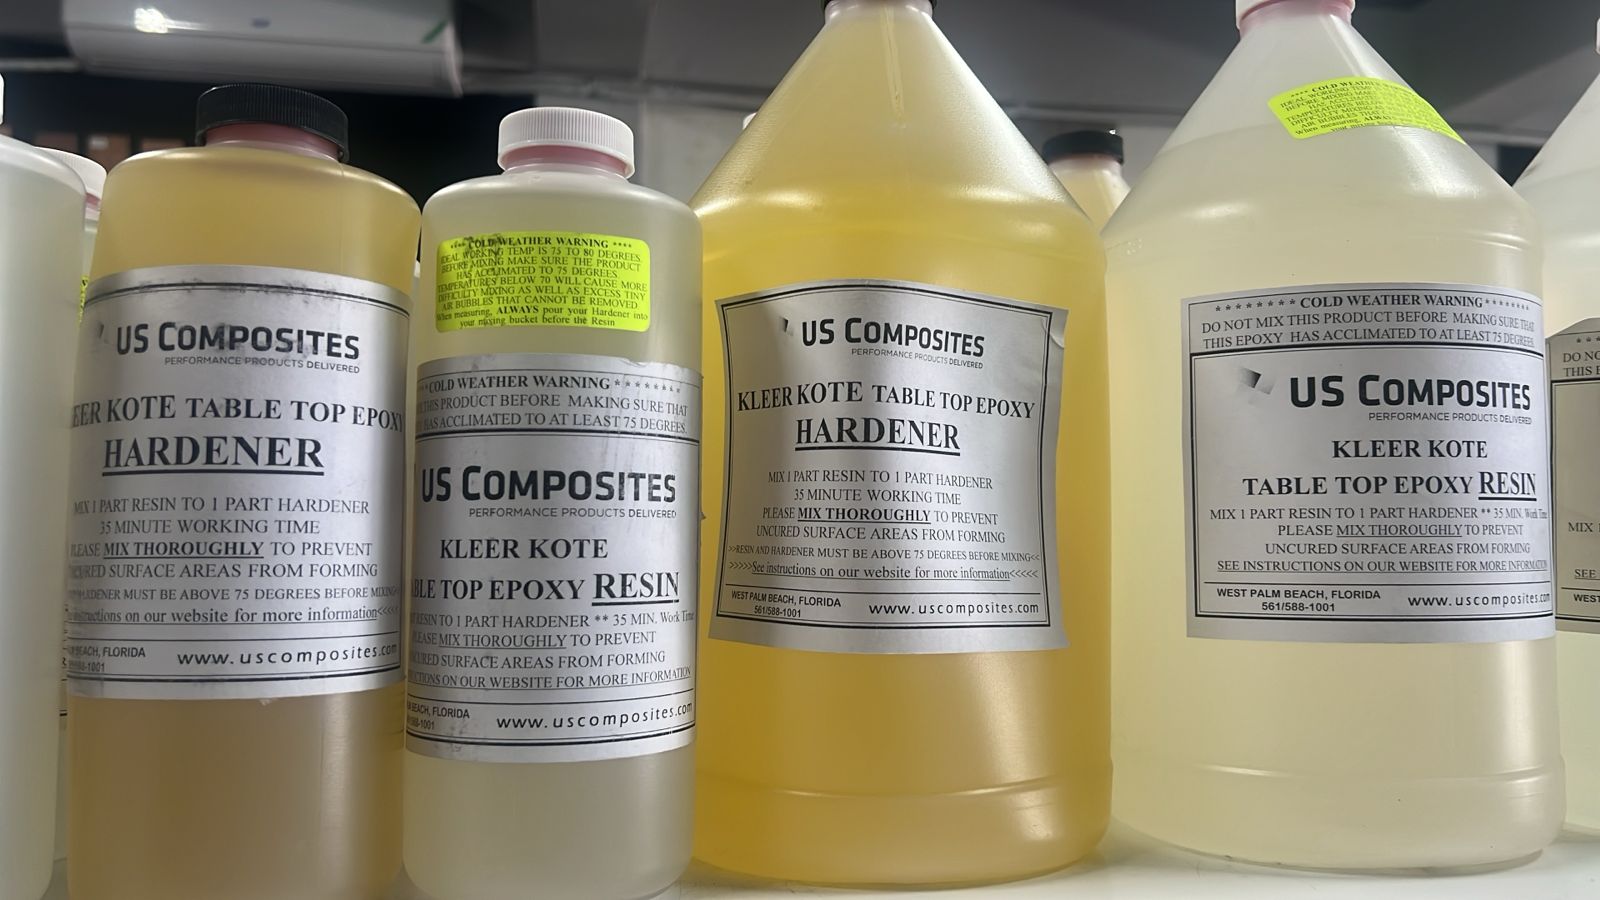 US COMPOSITES
PERFORMANCE PRODUCTS DELIVERED
KOTE TABLE TOP EPOXY
HARDENER
MIX 1 PART RESIN TO 1 PART HARDENER
35 MINUTE WORKING TIME
PLEASE MIX THOROUGHLY TO PREVENT
SURFACE AREAS FROM FORMING
MUST BE ABOVE 75 DEGREES BEFORE MIXING<
on our website for more information<<<<
BEACH, FLORIDA
www.uscomposites.com
**** COLD WEATHER WARNING ****
IDEAL WORKING TEMP IS 75 TO 80 DEGREES.
BEFORE MIXING MAKE SURE THE PRODUCT
HAS ACCLIMATED TO 75 DEGREES.
TEMPERATURES BELOW 70 WILL CAUSE MORE
DIFFICULTY MIXING AS WELL AS EXCESS TINY
AIR BUBBLES THAT CANNOT BE REMOVED
When measuring, ALWAYS pour your Hardener into
your mixing bucket before the Resin
**COLD WEATHER WARNING********
THIS PRODUCT BEFORE MAKING SURE THAT
HAS ACCLIMATED TO AT LEAST 75 DEGREES.
US COMPOSITES
PERFORMANCE PRODUCTS DELIVERED
KLEER KOTE
TOP EPOXY RESIN
TO 1 PART HARDENER ** 35 MIN. Work Time
PLEASE MIX THOROUGHLY TO PREVENT
SURFACE AREAS FROM FORMING
ON OUR WEBSITE FOR MORE INFORMATION
BEACH, FLORIDA
www.uscomposites.com
US COMPOSITES
PERFORMANCE PRODUCTS DELIVERED
KLEER KOTE TABLE TOP EPOXY
HARDENER
MIX 1 PART RESIN TO 1 PART HARDENER
35 MINUTE WORKING TIME
PLEASE MIX THOROUGHLY TO PREVENT
UNCURED SURFACE AREAS FROM FORMING
>>RESIN AND HARDENER MUST BE ABOVE 75 DEGREES BEFORE MIXING<<
>>>>>See instructions on our website for more information<<<<<
WEST PALM BEACH, FLORIDA
561/588-1001
www.uscomposites.com
**** COLD WEATHER
IDEAL WORKING TEMP
BEFORE MIXING
********COLD WEATHER WARNING*******
DO NOT MIX THIS PRODUCT BEFORE MAKING SURE THAT
THIS EPOXY HAS ACCLIMATED TO AT LEAST 75 DEGREES.
US COMPOSITES
PERFORMANCE PRODUCTS DELIVERED
KLEER KOTE
TABLE TOP EPOXY RESIN
MIX 1 PART RESIN TO 1 PART HARDENER ** 35 MIN. Work Time
PLEASE MIX THOROUGHLY TO PREVENT
UNCURED SURFACE AREAS FROM FORMING
SEE INSTRUCTIONS ON OUR WEBSITE FOR MORE INFORMATION
WEST PALM BEACH, FLORIDA
561/588-1001
www.uscomposites.com
DO
THIS
MIX 1
SEE